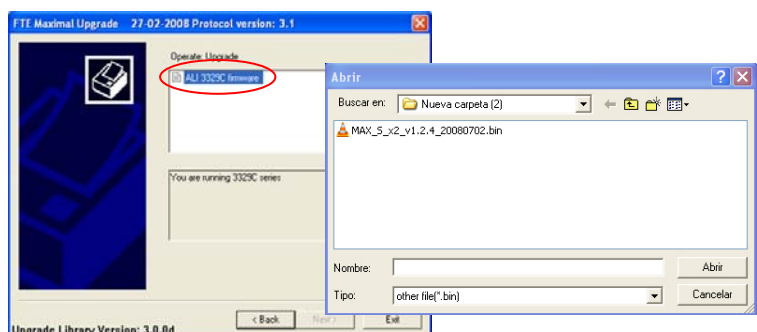 FTE Maximal Upgrade 27-02-2008 Protocol version: 3.1
Operate: Upgrade
ALI 3329C firmware
You are running 3329C series
< Back
Next >
Exit
Upgrade Library Version: 3.0.0d
Abrir
Buscar en:
Nueva carpeta (2)
MAX_S_x2_v1.2.4_20080702.bin
Nombre:
Abrir
Tipo:
other file(*.bin)
Cancelar